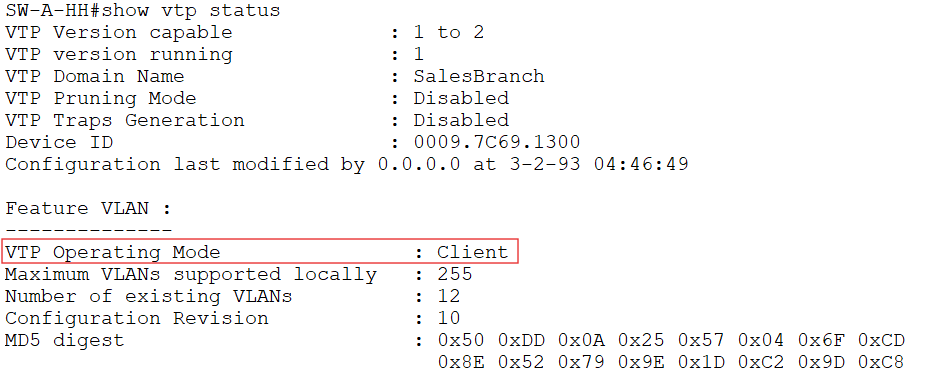 SW-A-HH#show vtp status
VTP Version capable : 1 to 2
VTP version running : 1
VTP Domain Name : SalesBranch
VTP Pruning Mode : Disabled
VTP Traps Generation : Disabled
Device ID : 0009.7C69.1300
Configuration last modified by 0.0.0.0 at 3-2-93 04:46:49
Feature VLAN :
--------------
VTP Operating Mode : Client
Maximum VLANs supported locally : 255
Number of existing VLANs : 12
Configuration Revision : 10
MD5 digest : 0x50 0xDD 0x0A 0x25 0x57 0x04 0x6F 0xCD
0x8E 0x52 0x79 0x9E 0x1D 0xC2 0x9D 0xC8